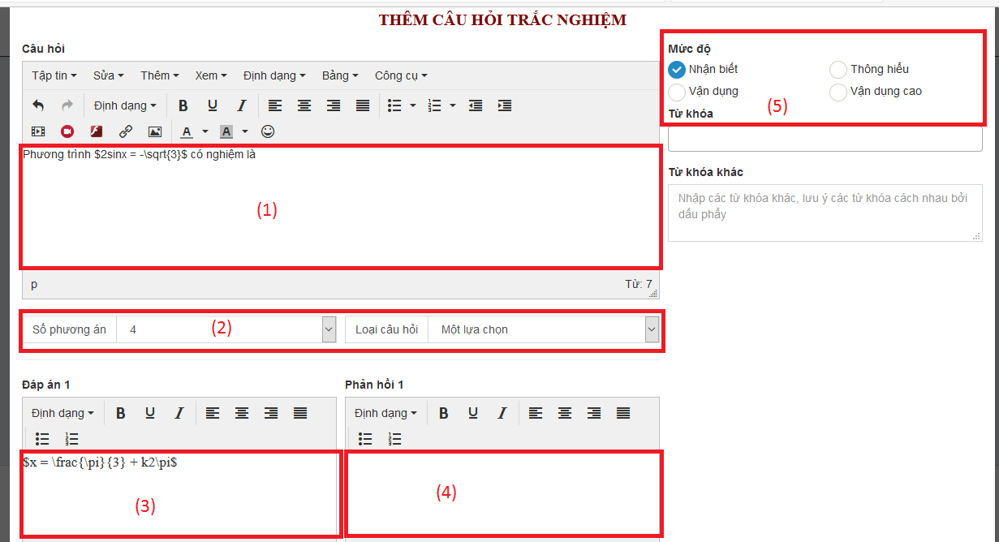 THÊM CÂU HỎI TRẮC NGHIỆM
Câu hỏi
Tập tin Sửa Thêm Xem Định dạng Bảng Công cụ
Định dạng B U I
A A
Phương trình $2sinx = -\sqrt{3}$ có nghiệm là
(1)
p Từ: 7
Số phương án 4 (2) Loại câu hỏi Một lựa chọn
Mức độ
Nhận biết Thông hiểu
Vận dụng Vận dụng cao
(5)
Từ khóa
Từ khóa khác
Nhập các từ khóa khác, lưu ý các từ khóa cách nhau bởi
dấu phẩy
Đáp án 1
Định dạng B U I
$x = \frac{\pi}{3} + k2\pi$
(3)
Phản hồi 1
Định dạng B U I
(4)